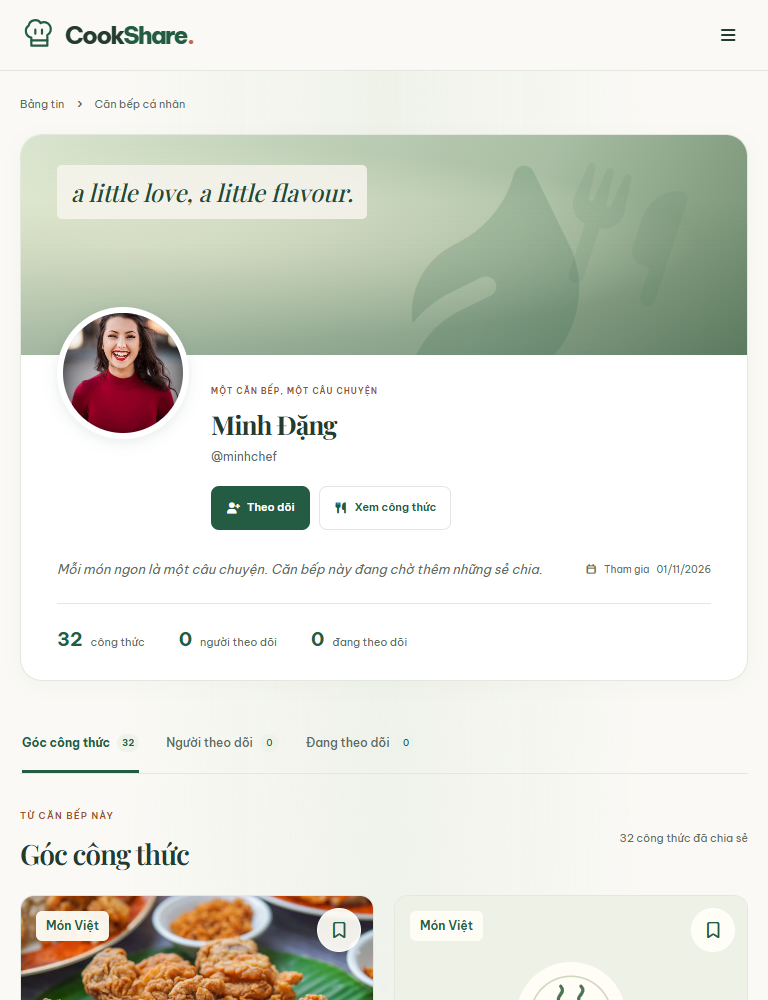 CookShare.
Bảng tin > Căn bếp cá nhân
a little love, a little flavour.
MỘT CĂN BẾP, MỘT CÂU CHUYỆN
Minh Đặng
@minhchef
Theo dõi
Xem công thức
Mỗi món ngon là một câu chuyện. Căn bếp này đang chờ thêm những sẻ chia.
Tham gia 01/11/2026
32 công thức
0 người theo dõi
0 đang theo dõi
Góc công thức 32
Người theo dõi 0
Đang theo dõi 0
TỪ CĂN BẾP NÀY
Góc công thức
32 công thức đã chia sẻ
Món Việt
Món Việt